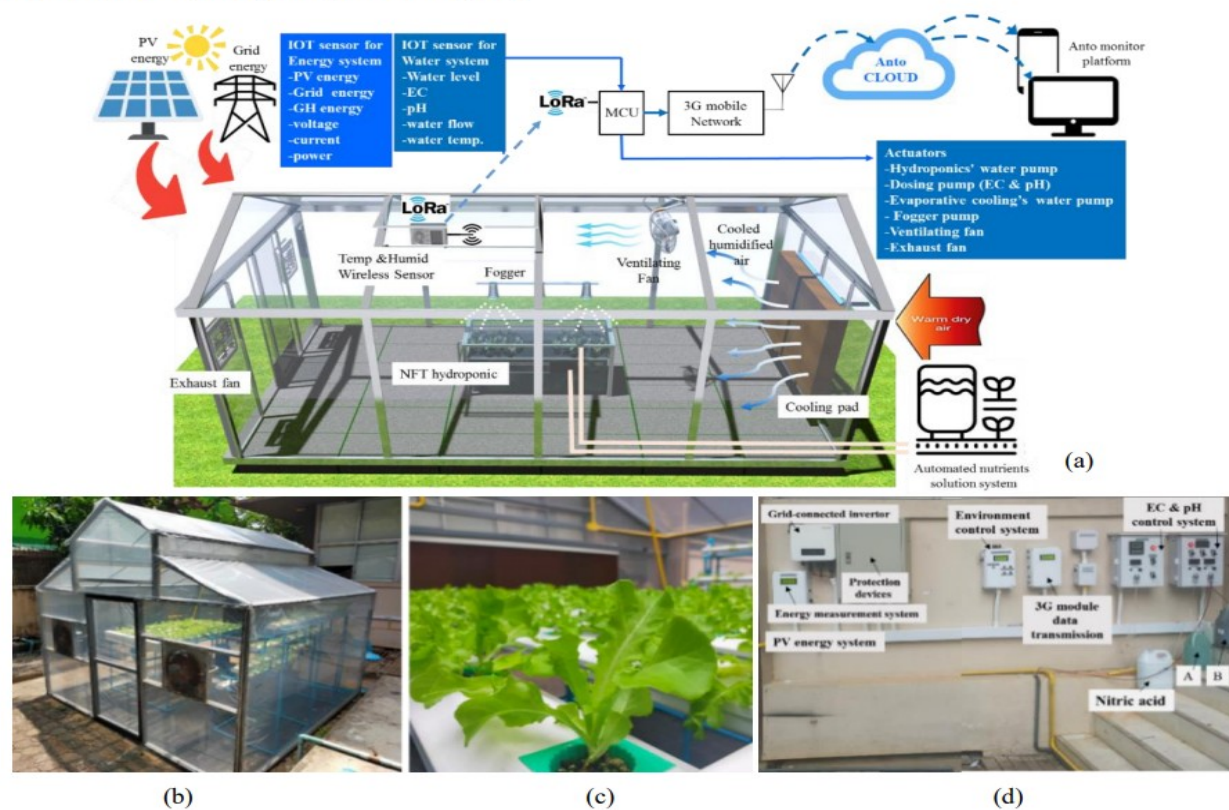 PV
energy
Grid
energy
IOT sensor for
Energy system
-PV energy
-Grid energy
-GH energy
-voltage
-current
-power
IOT sensor for
Water system
-Water level
-EC
-pH
-water flow
-water temp.
LoRa
MCU
3G mobile
Network
Anto
CLOUD
Anto monitor
platform
Actuators
-Hydroponics' water pump
-Dosing pump (EC & pH)
-Evaporative cooling's water pump
- Fogger pump
-Ventilating fan
-Exhaust fan
LoRa
Temp &Humid
Wireless Sensor
Fogger
Ventilating
Fan
Cooled
humidified
air
Warm dry
air
Exhaust fan
NFT hydroponic
Cooling pad
Automated nutrients
solution system
(a)
Grid-connected invertor
Environment
control system
EC & pH
control system
Protection
devices
Energy measurement system
3G module
data
transmission
PV energy system
Nitric acid
A
B
(b)
(c)
(d)